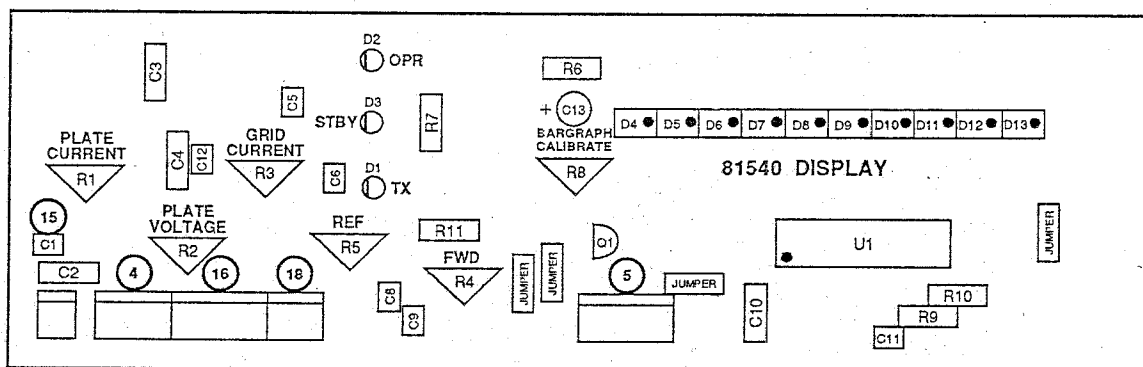 D2
OPR
C3
R6
C5
D3
STBY
R7
+
C13
D4 D5 D6 D7 D8 D9 D10 D11 D12 D13
PLATE
CURRENT
R1
C4
C12
GRID
CURRENT
R3
C6
D1
TX
BARGRAPH
CALIBRATE
R8
81540 DISPLAY
15
C1
PLATE
VOLTAGE
R2
REF
R5
R11
Q1
U1
JUMPER
C2
4
16
18
FWD
R4
JUMPER
JUMPER
5
JUMPER
C8
C9
C10
R10
R9
C11